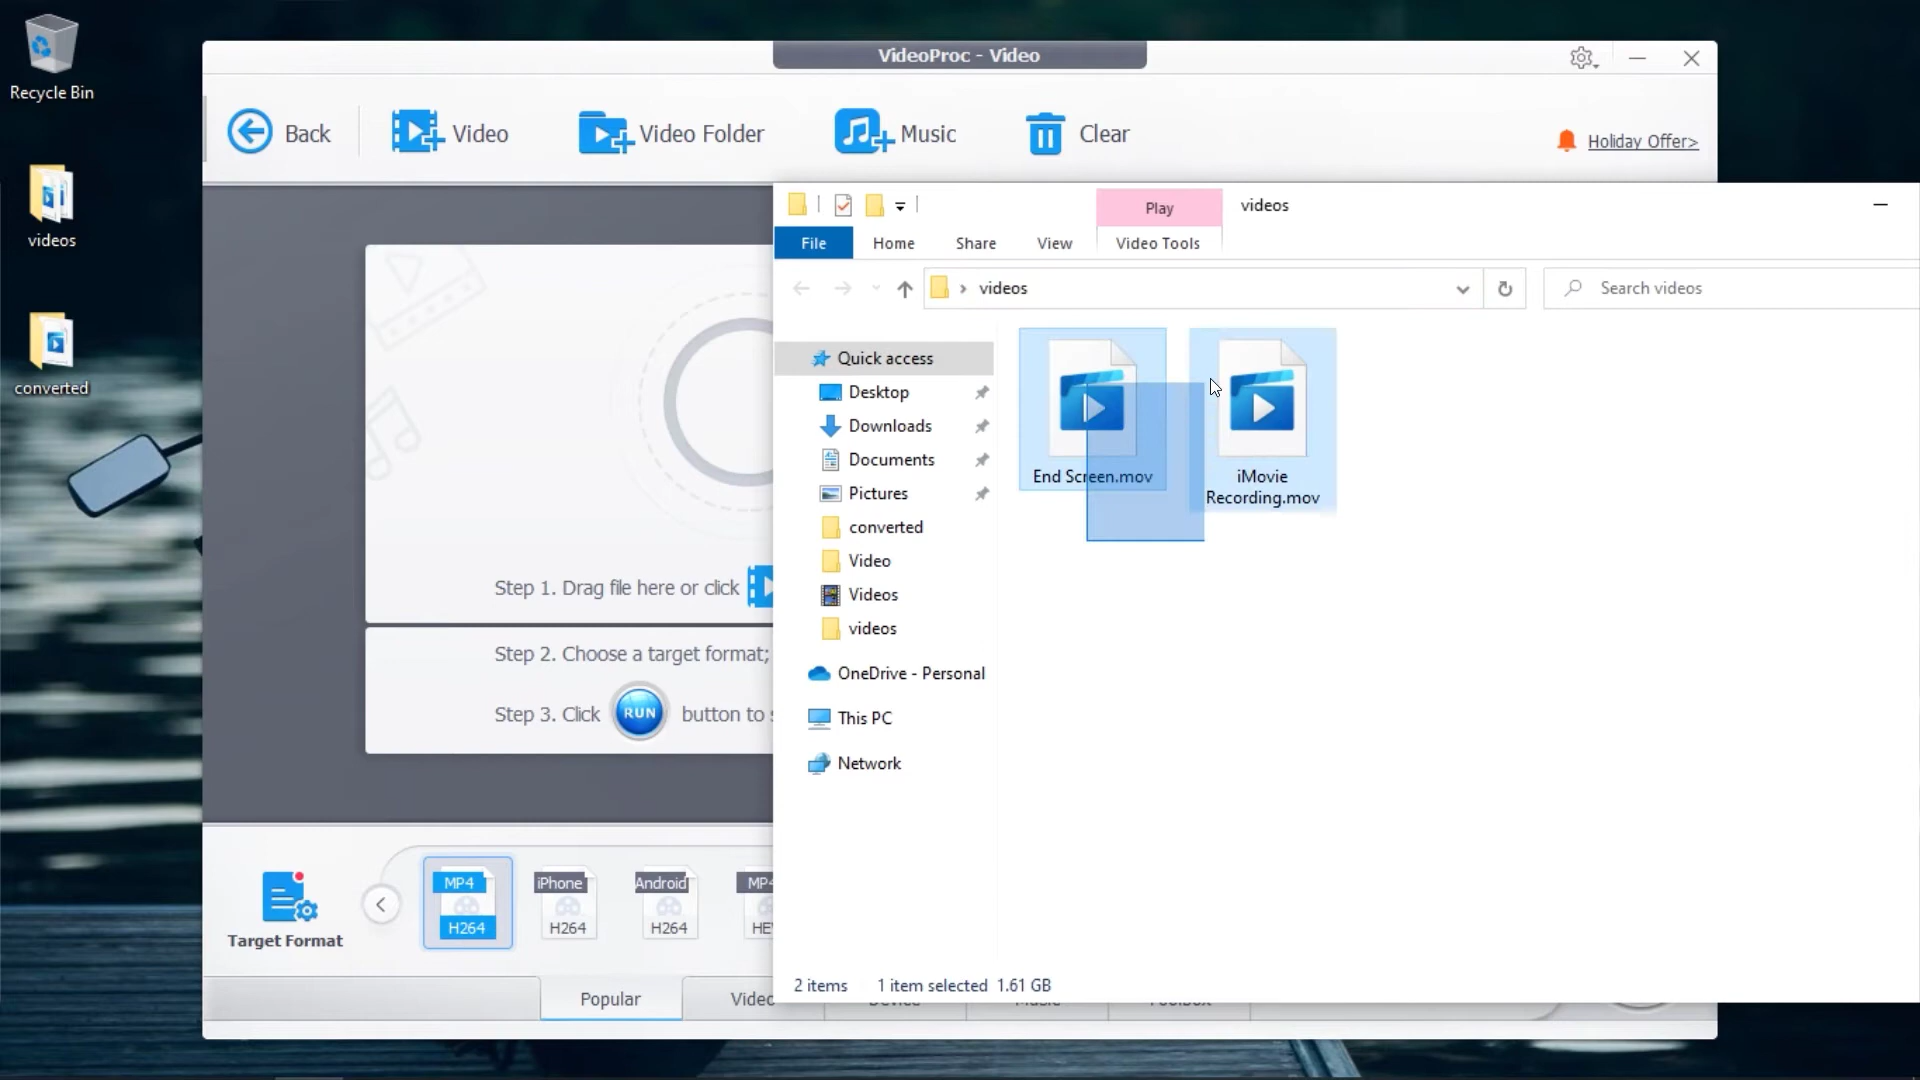 Recycle Bin
videos
converted
VideoProc - Video
Back
Video
Video Folder
Music
Clear
Holiday Offer>
Step 1. Drag file here or click
Step 2. Choose a target format;
Step 3. Click RUN button to
Target Format
MP4
H264
iPhone
H264
Android
H264
Popular
Video
Play
videos
File
Home
Share
View
Video Tools
videos
Search videos
Quick access
Desktop
Downloads
Documents
Pictures
converted
Video
Videos
videos
OneDrive - Personal
This PC
Network
End Screen.mov
iMovie
Recording.mov
2 items
1 item selected 1.61 GB